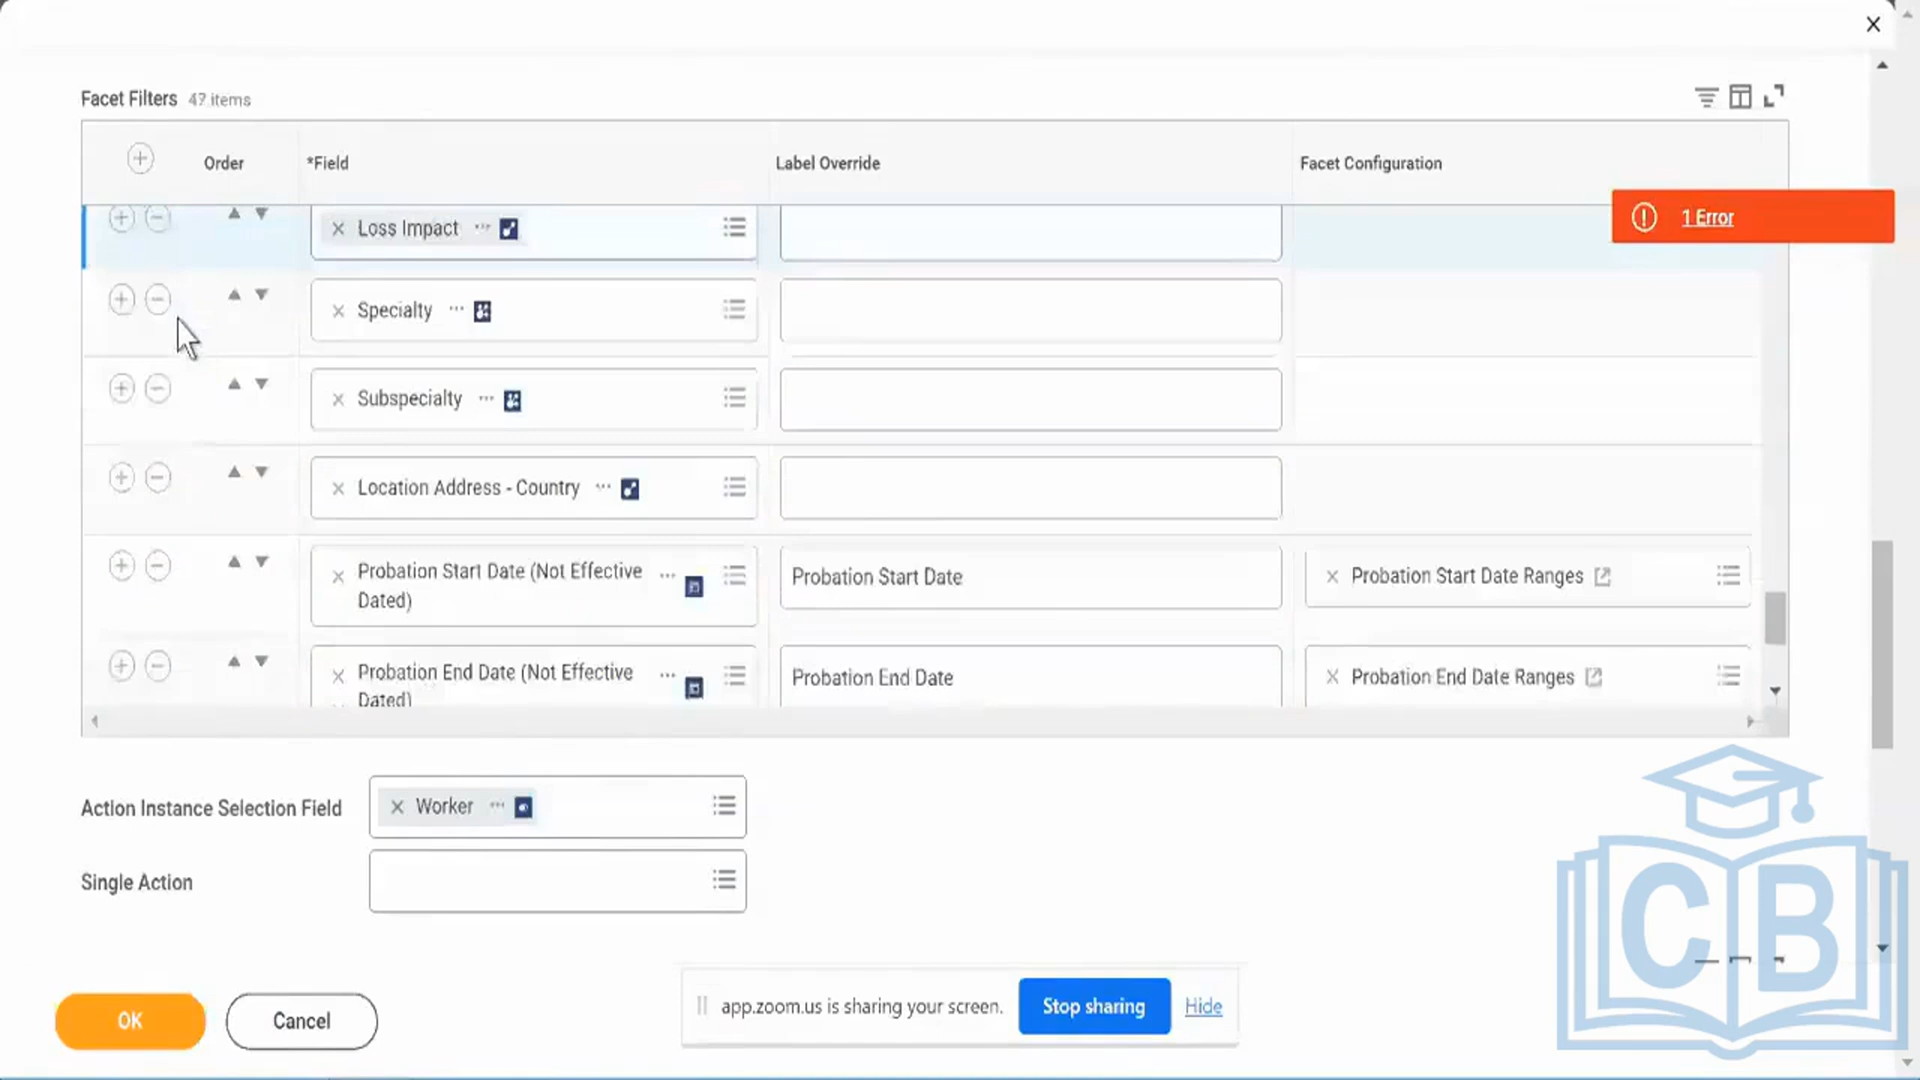 Facet Filters 47 items
Order *Field Label Override Facet Configuration
1 Error
Loss Impact
Specialty
Subspecialty
Location Address - Country
Probation Start Date (Not Effective
Dated)
Probation Start Date
Probation Start Date Ranges
Probation End Date (Not Effective
Dated)
Probation End Date
Probation End Date Ranges
Action Instance Selection Field Worker
Single Action
OK Cancel
app.zoom.us is sharing your screen. Stop sharing Hide
CB